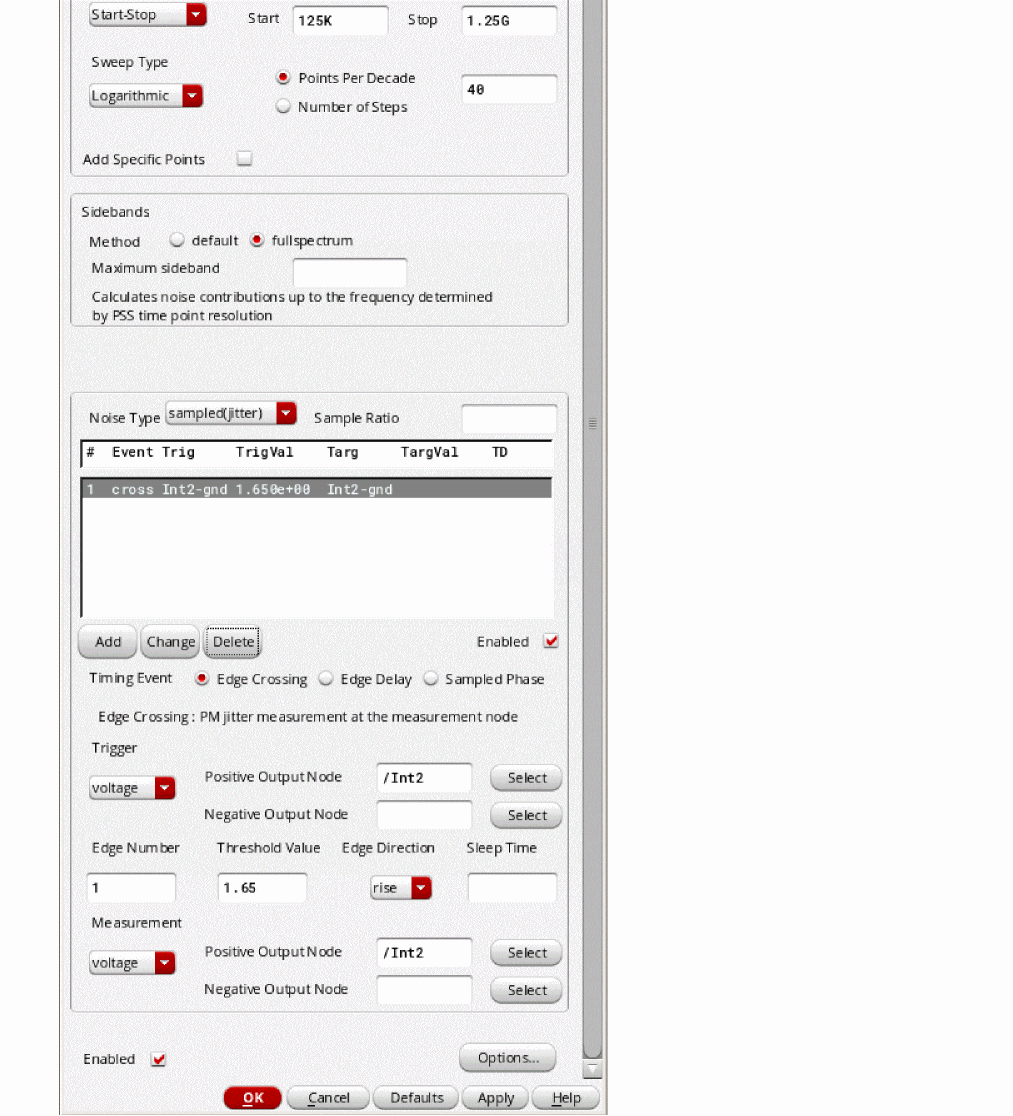 Start-Stop Start 125K Stop 1.25G
Sweep Type
Logarithmic Points Per Decade 40
Number of Steps
Add Specific Points
Sidebands
Method default fullspectrum
Maximum sideband
Calculates noise contributions up to the frequency determined
by PSS time point resolution
Noise Type sampled(jitter) Sample Ratio
# Event Trig TrigVal Targ TargVal TD
1 cross Int2-gnd 1.650e+00 Int2-gnd
Add Change Delete Enabled
Timing Event Edge Crossing Edge Delay Sampled Phase
Edge Crossing : PM jitter measurement at the measurement node
Trigger
voltage Positive Output Node /Int2 Select
Negative Output Node Select
Edge Number Threshold Value Edge Direction Sleep Time
1 1.65 rise
Measurement
voltage Positive Output Node /Int2 Select
Negative Output Node Select
Enabled Options...
OK Cancel Defaults Apply Help